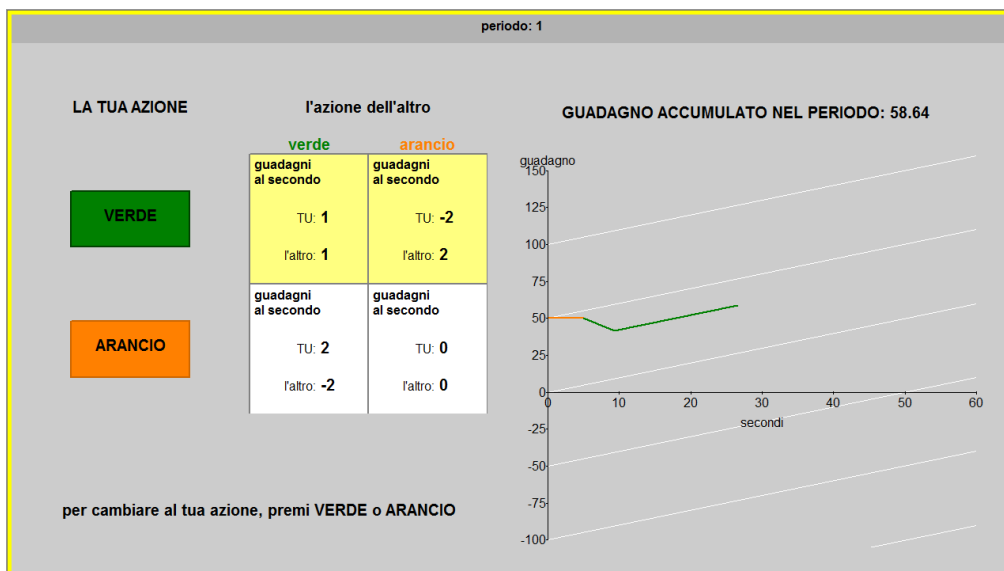 periodo: 1
LA TUA AZIONE
l'azione dell'altro
GUADAGNO ACCUMULATO NEL PERIODO: 58.64
verde arancio
guadagni al secondo
TU: 1
l'altro: 1
guadagni al secondo
TU: -2
l'altro: 2
VERDE
guadagni al secondo
TU: 2
l'altro: -2
guadagni al secondo
TU: 0
l'altro: 0
ARANCIO
guadagno
150
125
100
75
50
25
0
-25
-50
-75
-100
0 10 20 30 40 50 60
secondi
per cambiare al tua azione, premi VERDE o ARANCIO